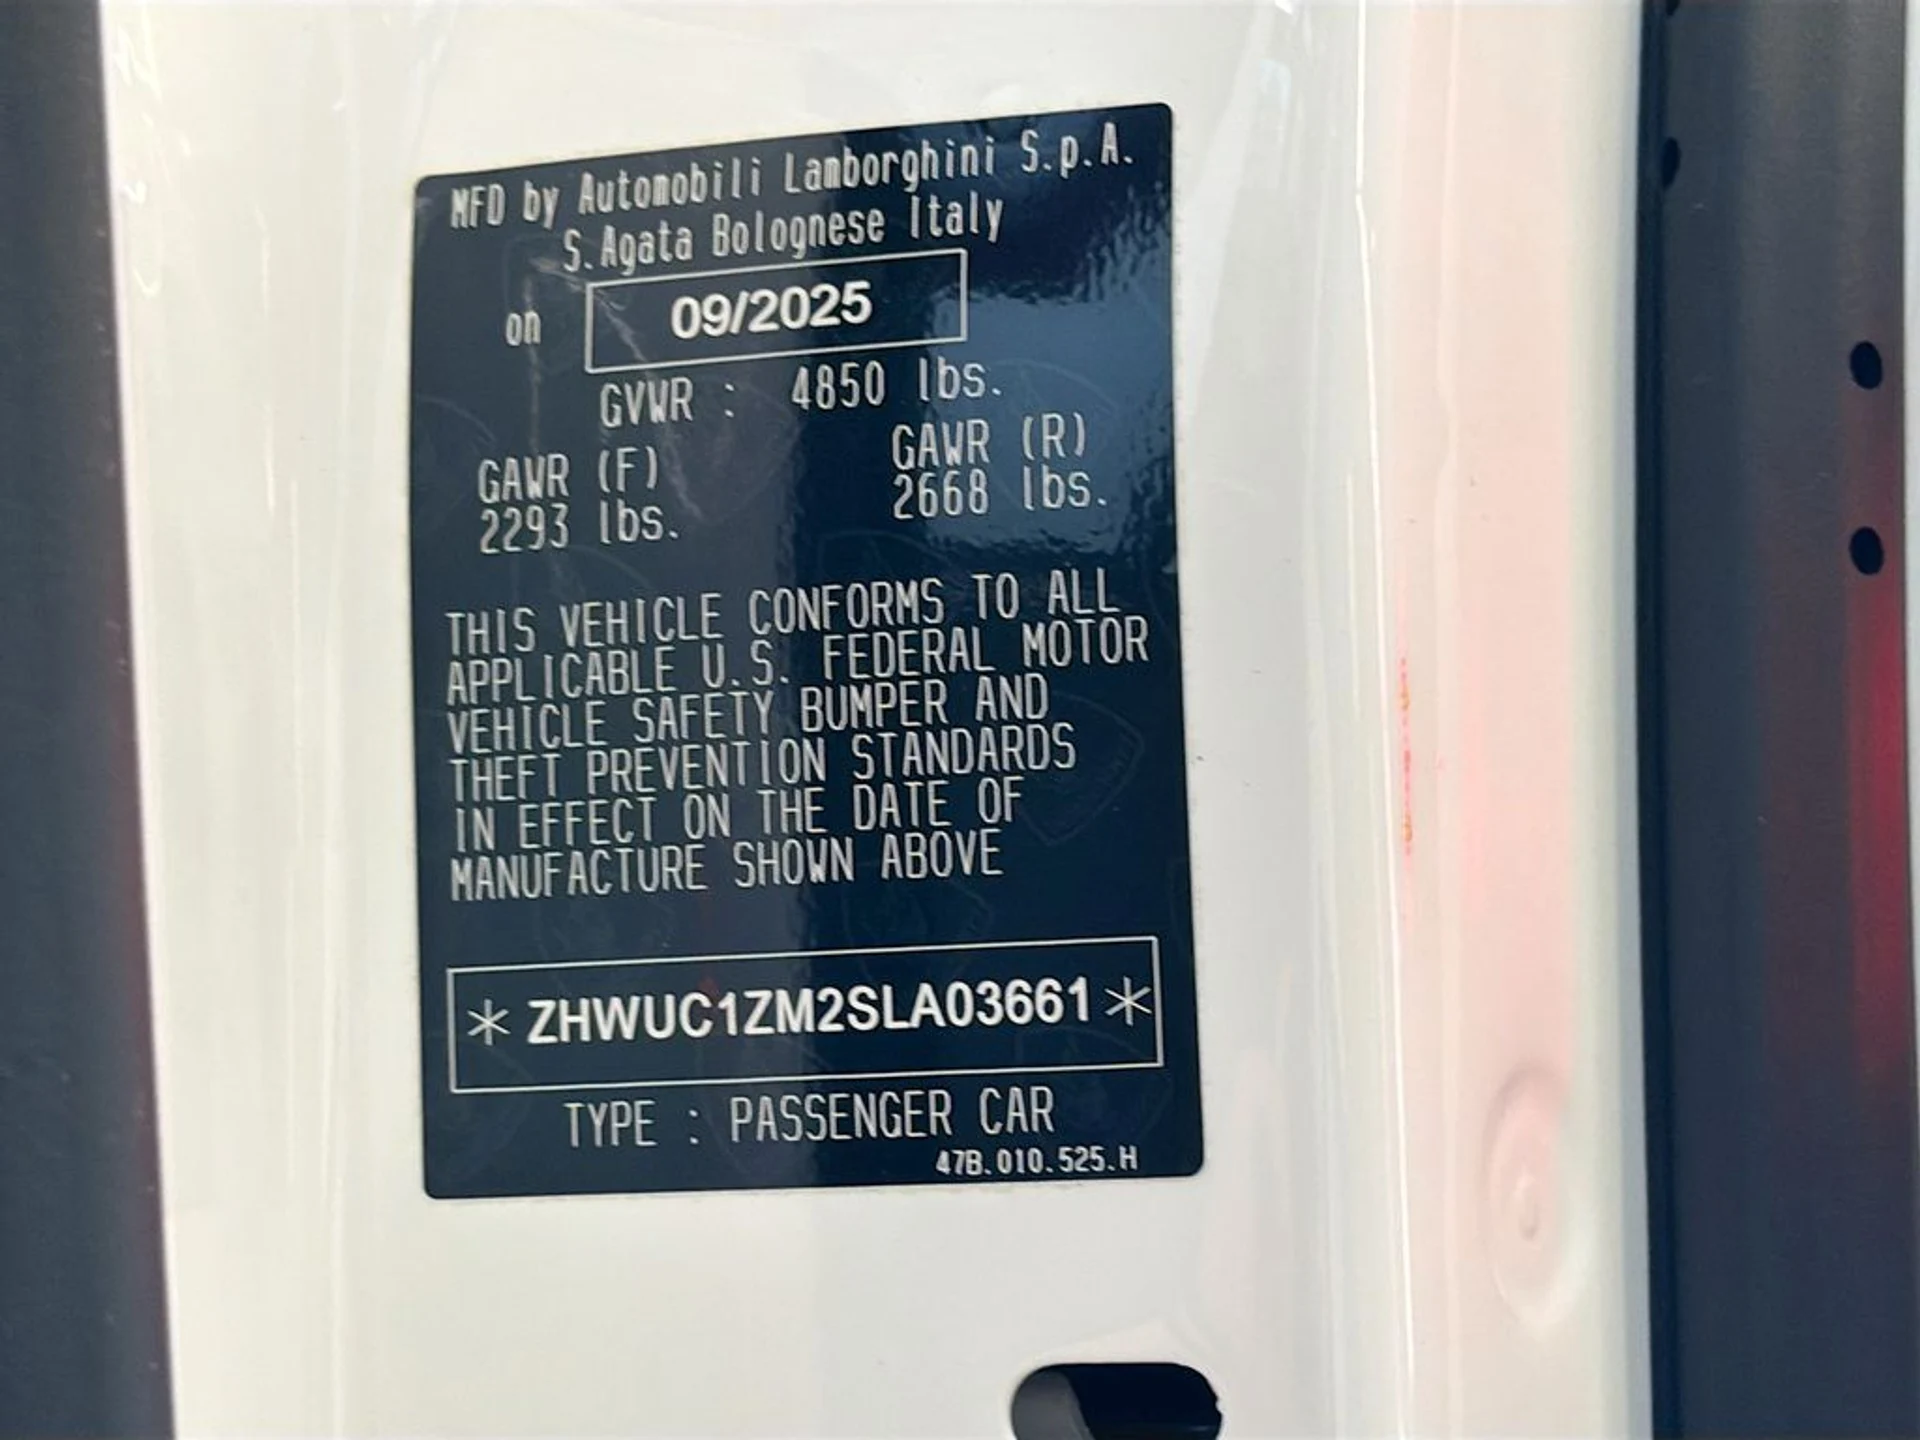 MFD by Automobili Lamborghini S.p.A.
S. Agata Bolognese Italy
on 09/2025
GVWR : 4850 lbs.
GAWR (F) GAWR (R)
2293 lbs. 2668 lbs.
THIS VEHICLE CONFORMS TO ALL
APPLICABLE U.S. FEDERAL MOTOR
VEHICLE SAFETY BUMPER AND
THEFT PREVENTION STANDARDS
IN EFFECT ON THE DATE OF
MANUFACTURE SHOWN ABOVE
* ZHWUC1ZM2SLA03661 *
TYPE : PASSENGER CAR
47B.010.525.H